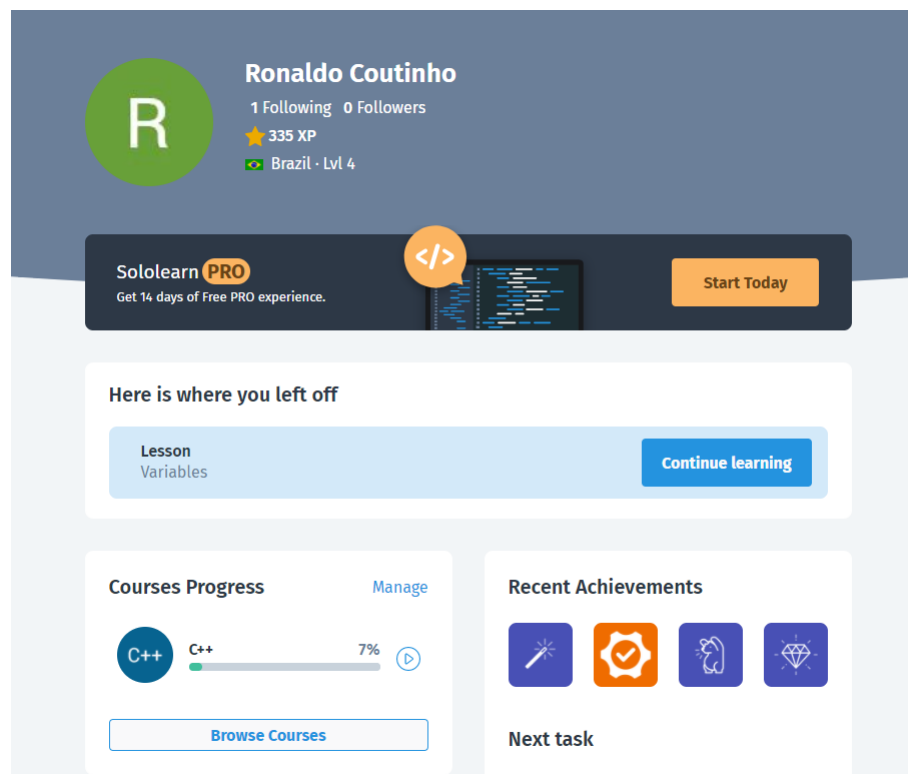 R
Ronaldo Coutinho
1 Following 0 Followers
335 XP
Brazil · Lvl 4
</>
Sololearn PRO
Get 14 days of Free PRO experience.
Start Today
Here is where you left off
Lesson
Variables
Continue learning
Courses Progress
Manage
C++
C++ 7%
Browse Courses
Recent Achievements
Next task